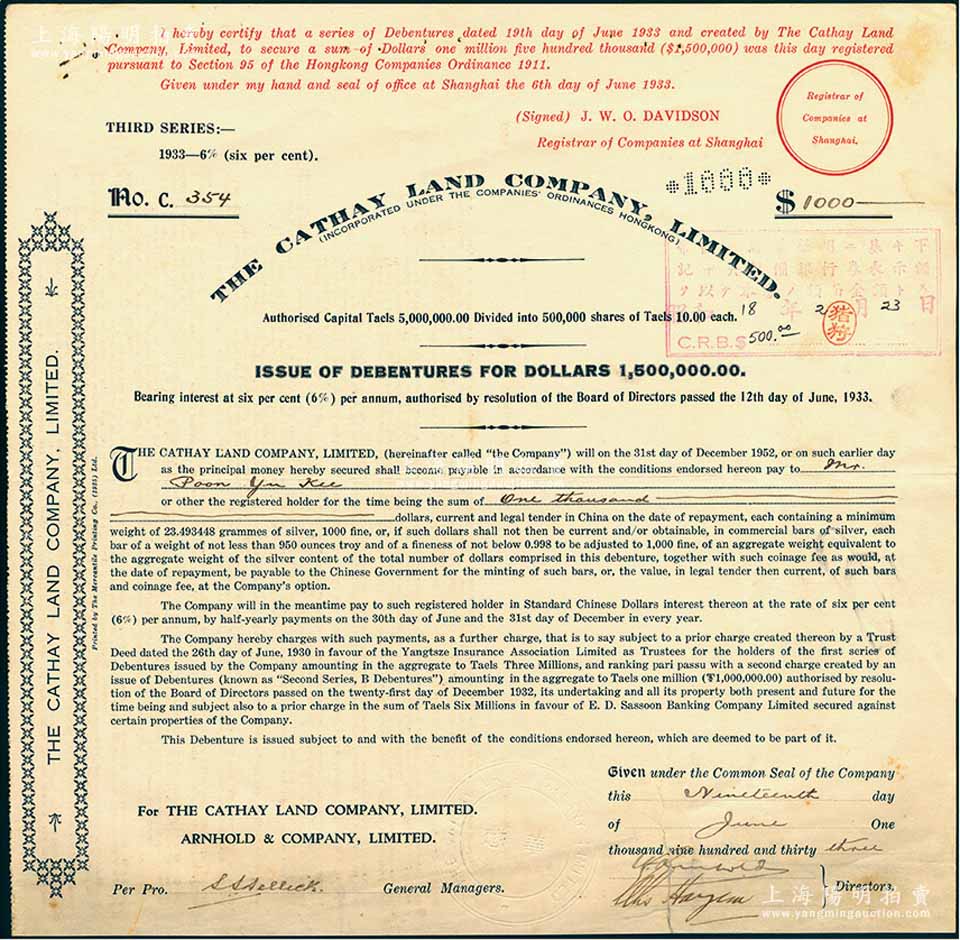 I hereby certify that a series of Debentures dated 19th day of June 1933 and created by The Cathay Land
Company, Limited, to secure a sum of Dollars one million five hundred thousand ($1,500,000) was this day registered
pursuant to Section 95 of the Hongkong Companies Ordinance 1911.
Given under my hand and seal of office at Shanghai the 6th day of June 1933.
(Signed) J. W. O. DAVIDSON
Registrar of Companies at Shanghai
Registrar of
Companies at
Shanghai.
THIRD SERIES:—
1933—6% (six per cent).
No. C. 354
*1000*
$ 1000
THE CATHAY LAND COMPANY, LIMITED.
(INCORPORATED UNDER THE COMPANIES' ORDINANCES HONGKONG)
18 年 2 月 23 日
C.R.B.$ 500.00
Authorised Capital Taels 5,000,000.00 Divided into 500,000 shares of Taels 10.00 each.
ISSUE OF DEBENTURES FOR DOLLARS 1,500,000.00.
Bearing interest at six per cent (6%) per annum, authorised by resolution of the Board of Directors passed the 12th day of June, 1933.
THE CATHAY LAND COMPANY, LIMITED, (hereinafter called "the Company") will on the 31st day of December 1952, or on such earlier day
as the principal money hereby secured shall become payable in accordance with the conditions endorsed hereon pay to Mr.
Poon Yu Kee
or other the registered holder for the time being the sum of One thousand
dollars, current and legal tender in China on the date of repayment, each containing a minimum
weight of 23.493448 grammes of silver, 1000 fine, or, if such dollars shall not then be current and/or obtainable, in commercial bars of silver, each
bar of a weight of not less than 950 ounces troy and of a fineness of not below 0.998 to be adjusted to 1,000 fine, of an aggregate weight equivalent to
the aggregate weight of the silver content of the total number of dollars comprised in this debenture, together with such coinage fee as would, at
the date of repayment, be payable to the Chinese Government for the minting of such bars, or, the value, in legal tender then current, of such bars
and coinage fee, at the Company's option.
The Company will in the meantime pay to such registered holder in Standard Chinese Dollars interest thereon at the rate of six per cent
(6%) per annum, by half-yearly payments on the 30th day of June and the 31st day of December in every year.
The Company hereby charges with such payments, as a further charge, that is to say subject to a prior charge created thereon by a Trust
Deed dated the 26th day of June, 1930 in favour of the Yangtsze Insurance Association Limited as Trustees for the holders of the first series of
Debentures issued by the Company amounting in the aggregate to Taels Three Millions, and ranking pari passu with a second charge created by an
issue of Debentures (known as "Second Series, B Debentures") amounting in the aggregate to Taels one million (₮1,000,000.00) authorised by resolu-
tion of the Board of Directors passed on the twenty-first day of December 1932, its undertaking and all its property both present and future for the
time being and subject also to a prior charge in the sum of Taels Six Millions in favour of E. D. Sassoon Banking Company Limited secured against
certain properties of the Company.
This Debenture is issued subject to and with the benefit of the conditions endorsed hereon, which are deemed to be part of it.
Given under the Common Seal of the Company
this Nineteenth day
of June One
thousand nine hundred and thirty three
Directors.
For THE CATHAY LAND COMPANY, LIMITED.
ARNHOLD & COMPANY, LIMITED.
Per Pro. General Managers.
THE CATHAY LAND COMPANY, LIMITED.
Printed by The Mercantile Printing Co., (1925) Ltd.
上海陽明拍賣
www.yangmingauction.com